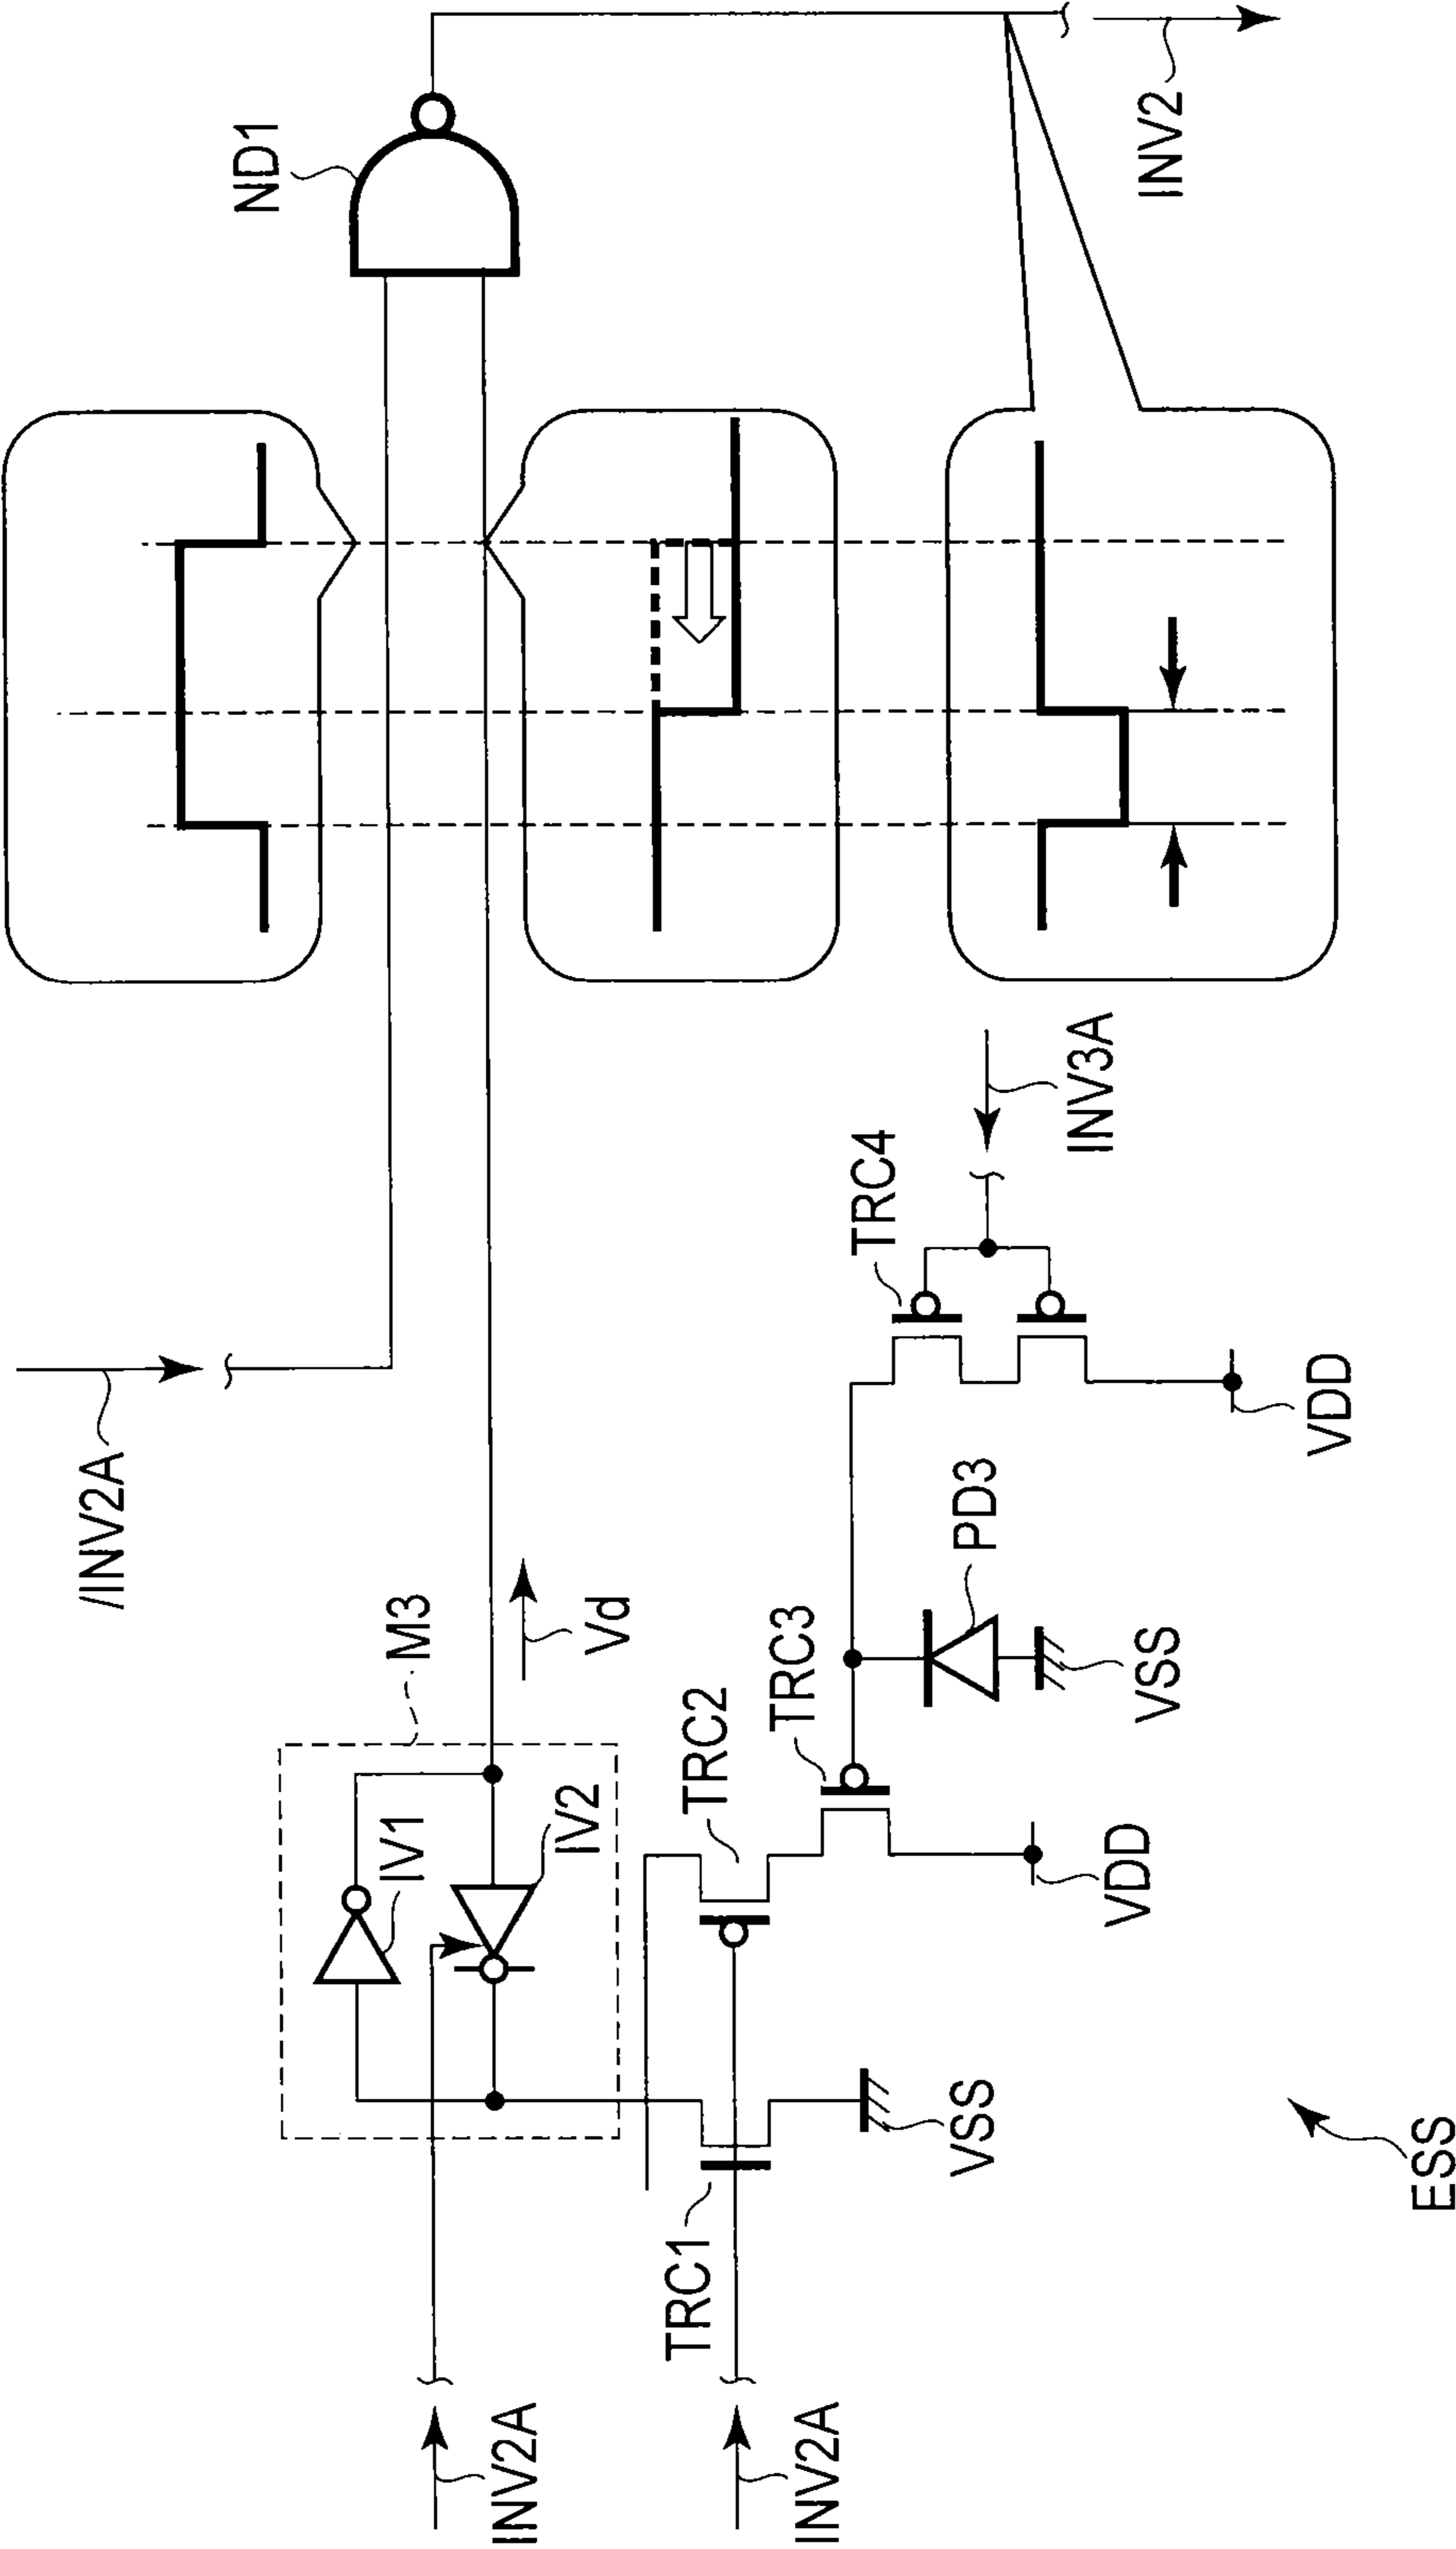 /INV2A
ND1
M3
IV1
IV2
Vd
INV2A
TRC1
TRC2
TRC3
TRC4
INV2A
VSS
VDD
PD3
VSS
VDD
INV3A
INV2
ESS